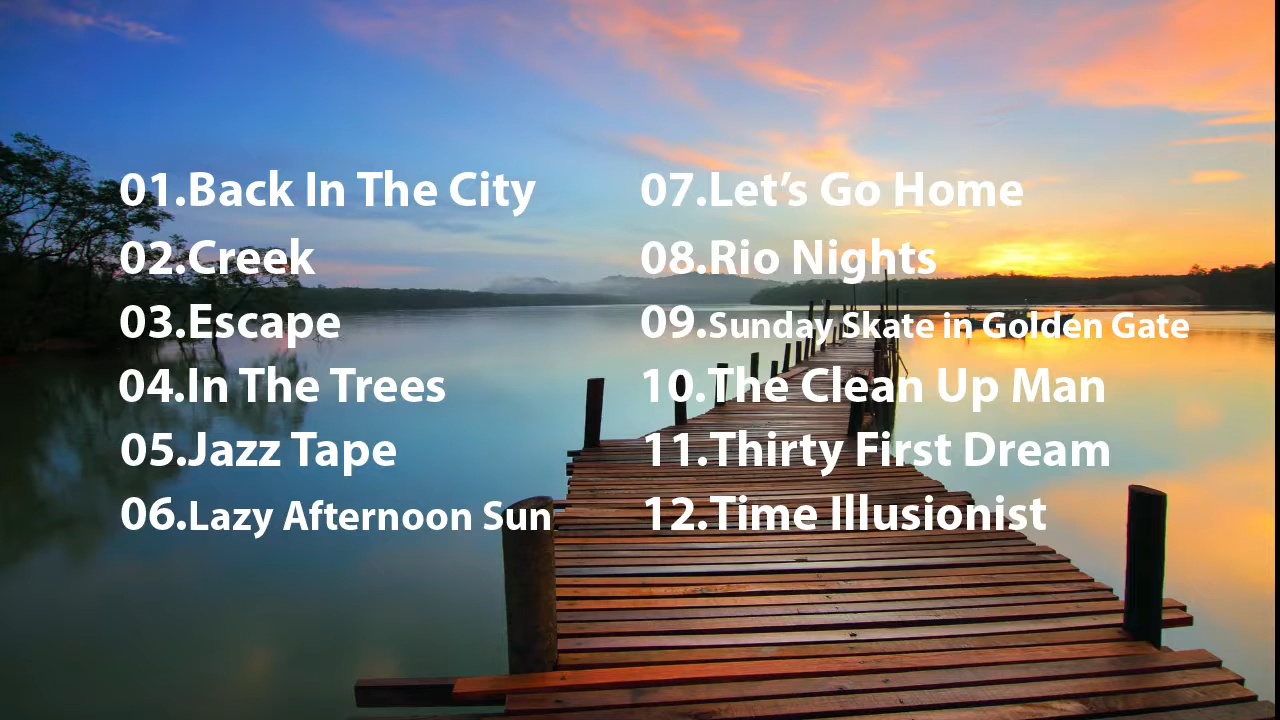 01.Back In The City
02.Creek
03.Escape
04.In The Trees
05.Jazz Tape
06.Lazy Afternoon Sun
07.Let’s Go Home
08.Rio Nights
09.Sunday Skate in Golden Gate
10.The Clean Up Man
11.Thirty First Dream
12.Time Illusionist